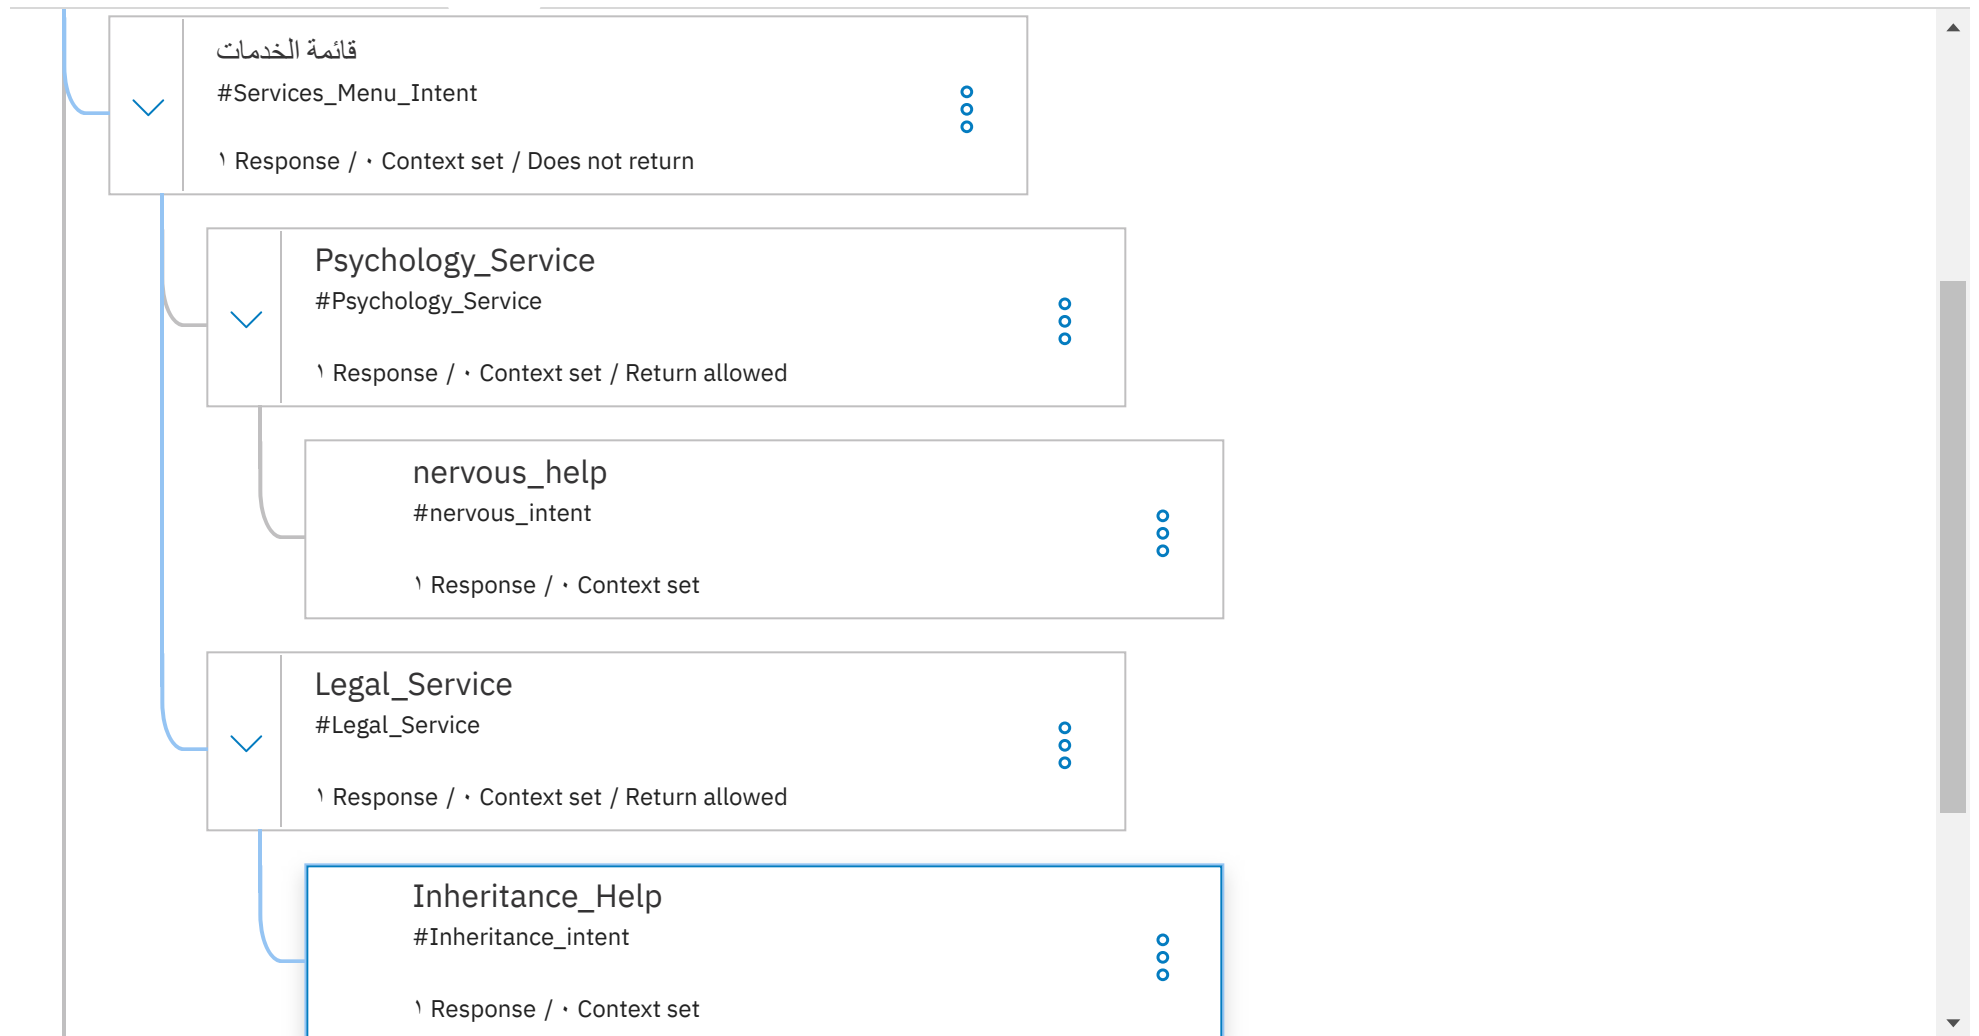 قائمة الخدمات
#Services_Menu_Intent
١ Response / ٠ Context set / Does not return
Psychology_Service
#Psychology_Service
١ Response / ٠ Context set / Return allowed
nervous_help
#nervous_intent
١ Response / ٠ Context set
Legal_Service
#Legal_Service
١ Response / ٠ Context set / Return allowed
Inheritance_Help
#Inheritance_intent
١ Response / ٠ Context set